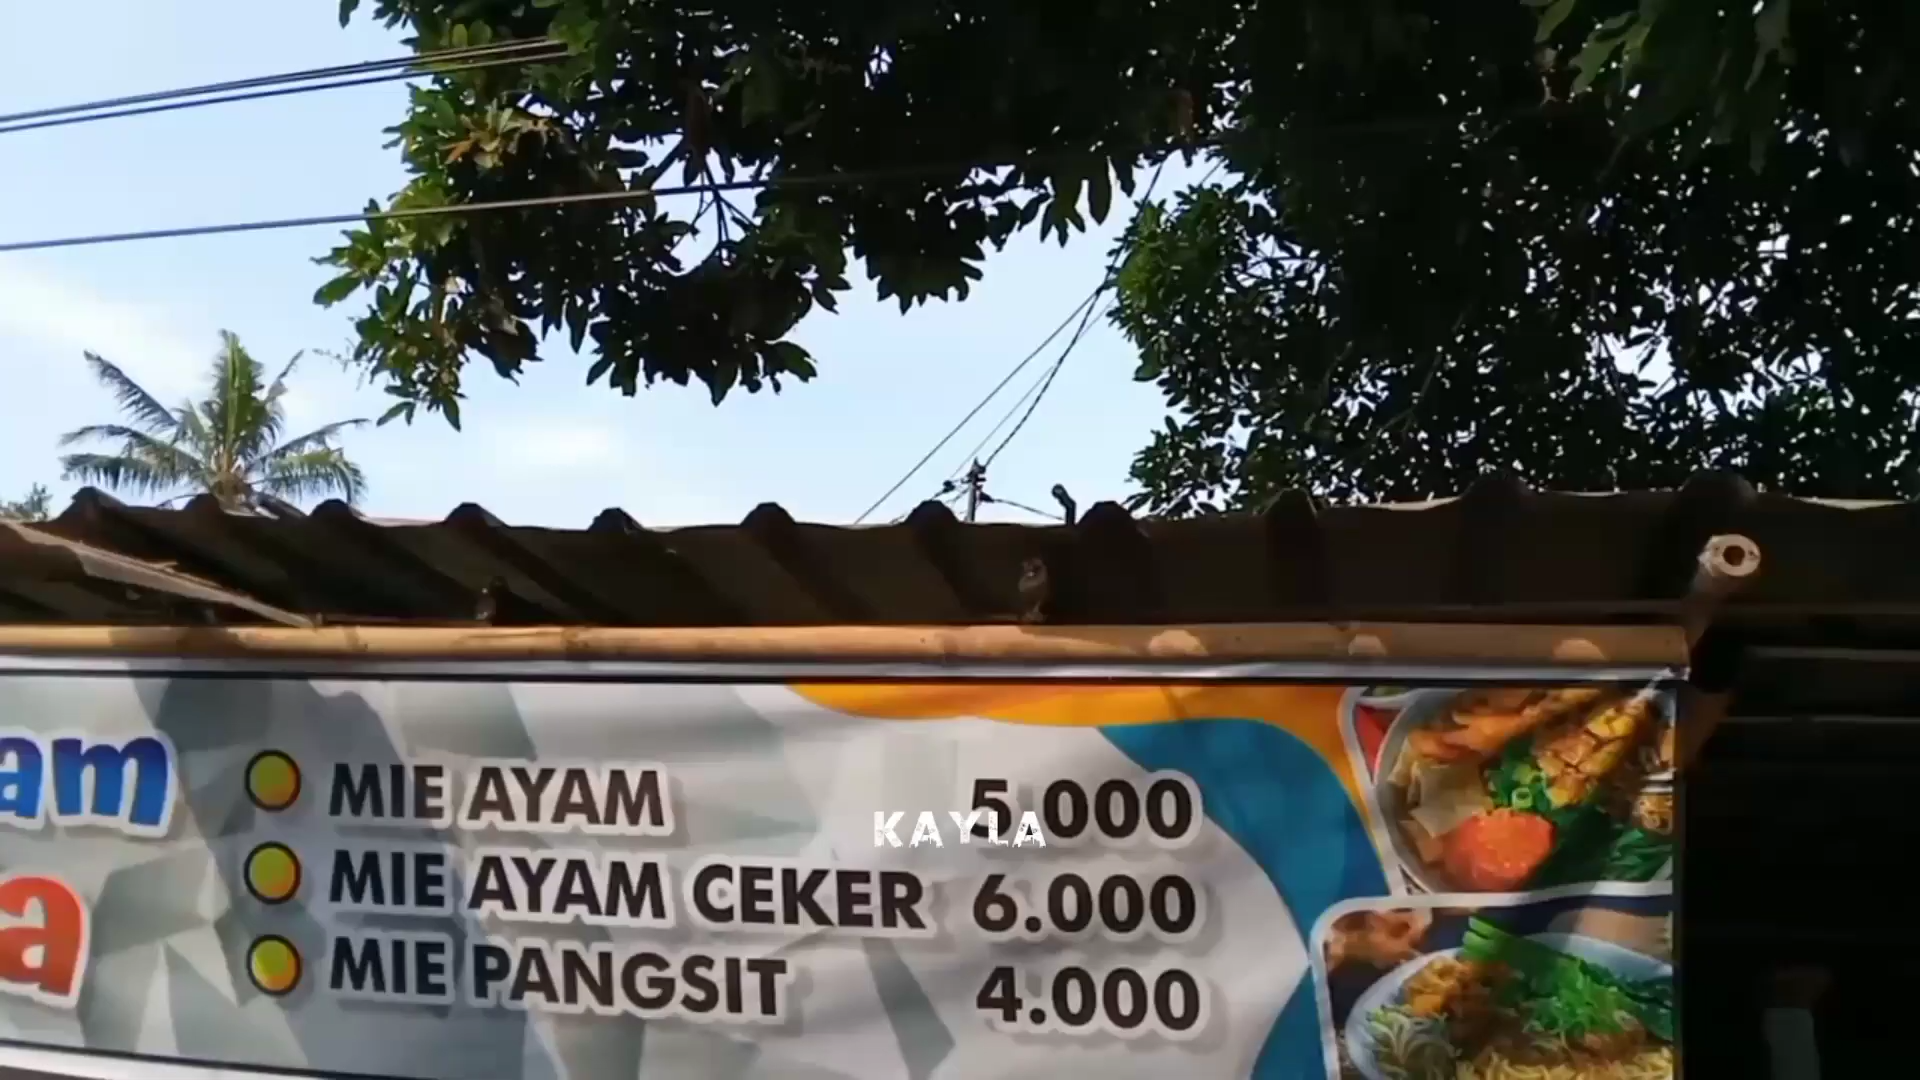 am
a
MIE AYAM 5.000
MIE AYAM CEKER 6.000
MIE PANGSIT 4.000
KAYLA